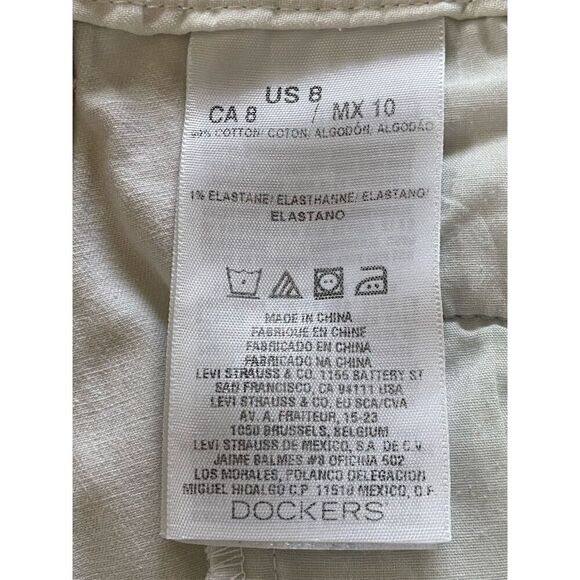 US 8
CA 8 / MX 10
99% COTTON, COTON, ALGODÓN, ALGODÃO
1% ELASTANE/ELASTHANNE/ELASTANO/
ELASTANO
MADE IN CHINA
FABRIQUE EN CHINE
FABRICADO EN CHINA
FABRICADO NA CHINA
LEVI STRAUSS & CO. 1155 BATTERY ST
SAN FRANCISCO, CA 94111 USA
LEVI STRAUSS & CO. EU SCA/CVA
AV. A. FRAITEUR, 15-23
1050 BRUSSELS, BELGIUM
LEVI STRAUSS DE MEXICO, S.A. DE C.V.
JAIME BALMES #8 OFICINA 502
LOS MORALES, POLANCO DELEGACION
MIGUEL HIDALGO C.P. 11510 MEXICO, D.F.
DOCKERS